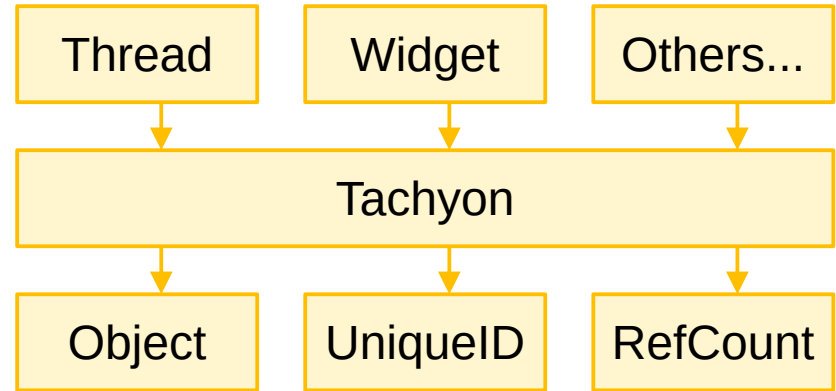 Thread
Widget
Others...
Tachyon
Object
UniqueID
RefCount